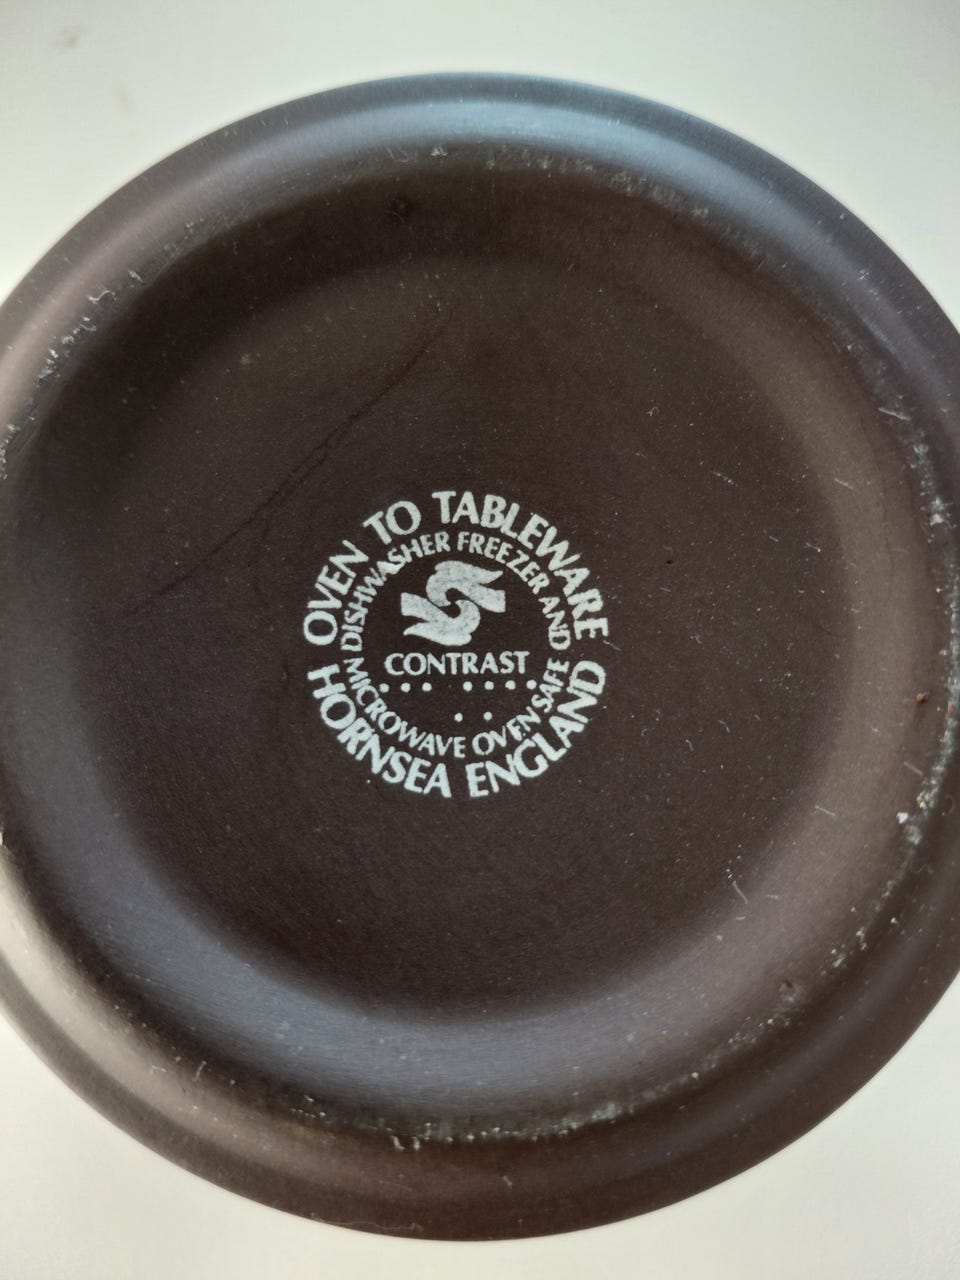 OVEN TO TABLEWARE
DISHWASHER FREEZER AND
MICROWAVE OVEN SAFE
CONTRAST
HORNSEA ENGLAND